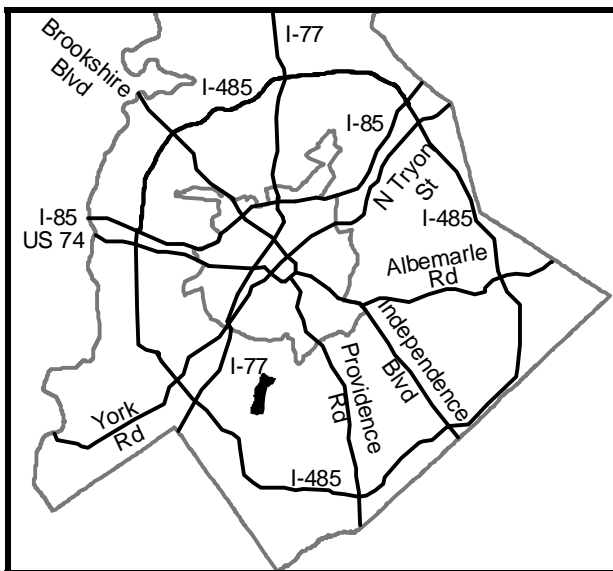 I-77
Brookshire
Blvd
I-485
I-85
N Tryon
St
I-485
I-85
US 74
Albemarle
Rd
Independence
Blvd
Providence
Rd
I-77
York
Rd
I-485